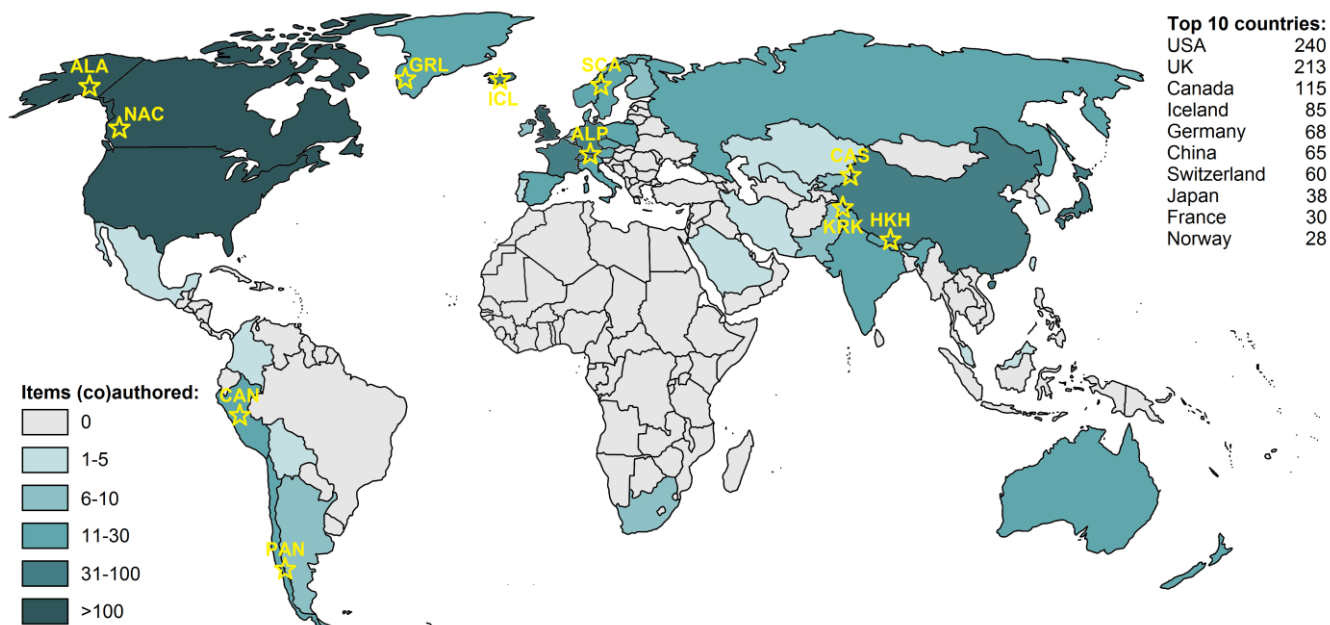 Top 10 countries:
USA 240
UK 213
Canada 115
Iceland 85
Germany 68
China 65
Switzerland 60
Japan 38
France 30
Norway 28
ALA
NAC
GRL
ICL
SCA
ALP
CAS
KRK
HKH
CAN
PAN
Items (co)authored:
0
1-5
6-10
11-30
31-100
>100